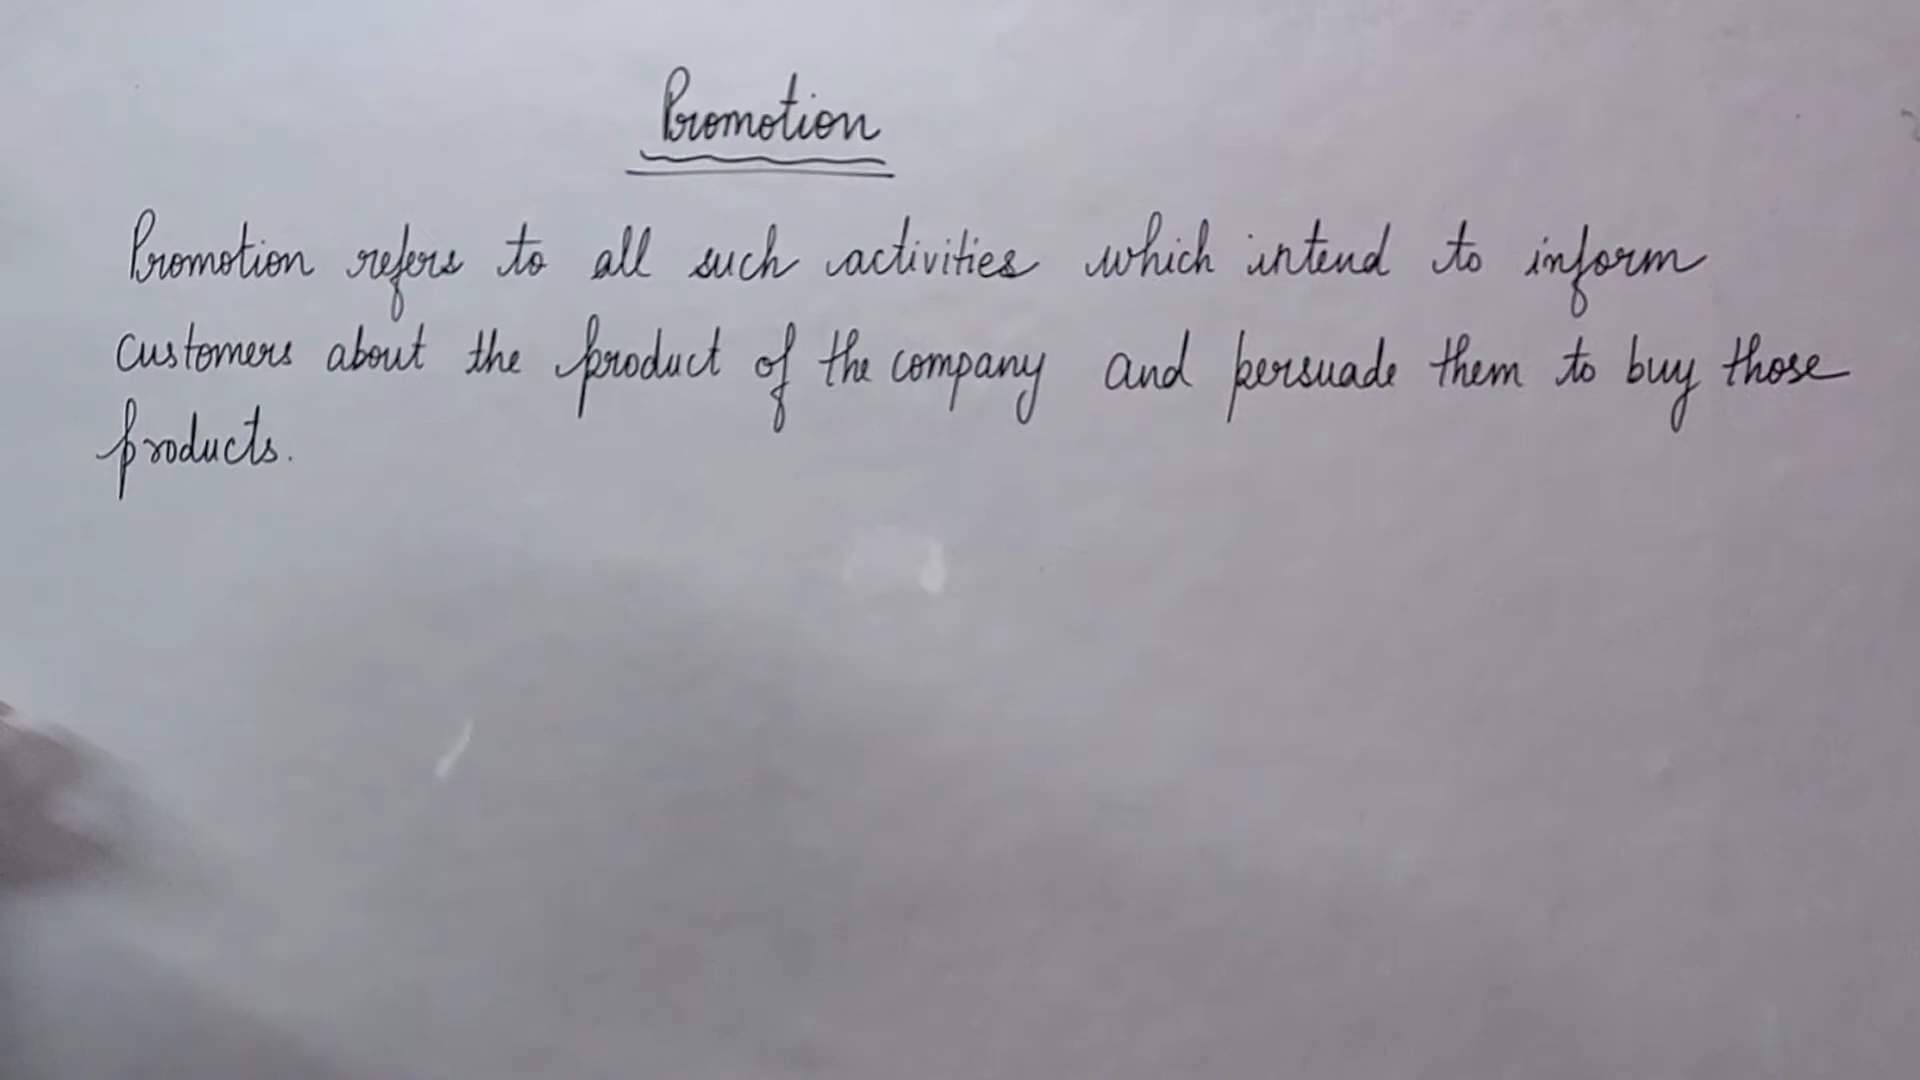 Promotion
Promotion refers to all such activities which intend to inform
customers about the product of the company and persuade them to buy those
products.